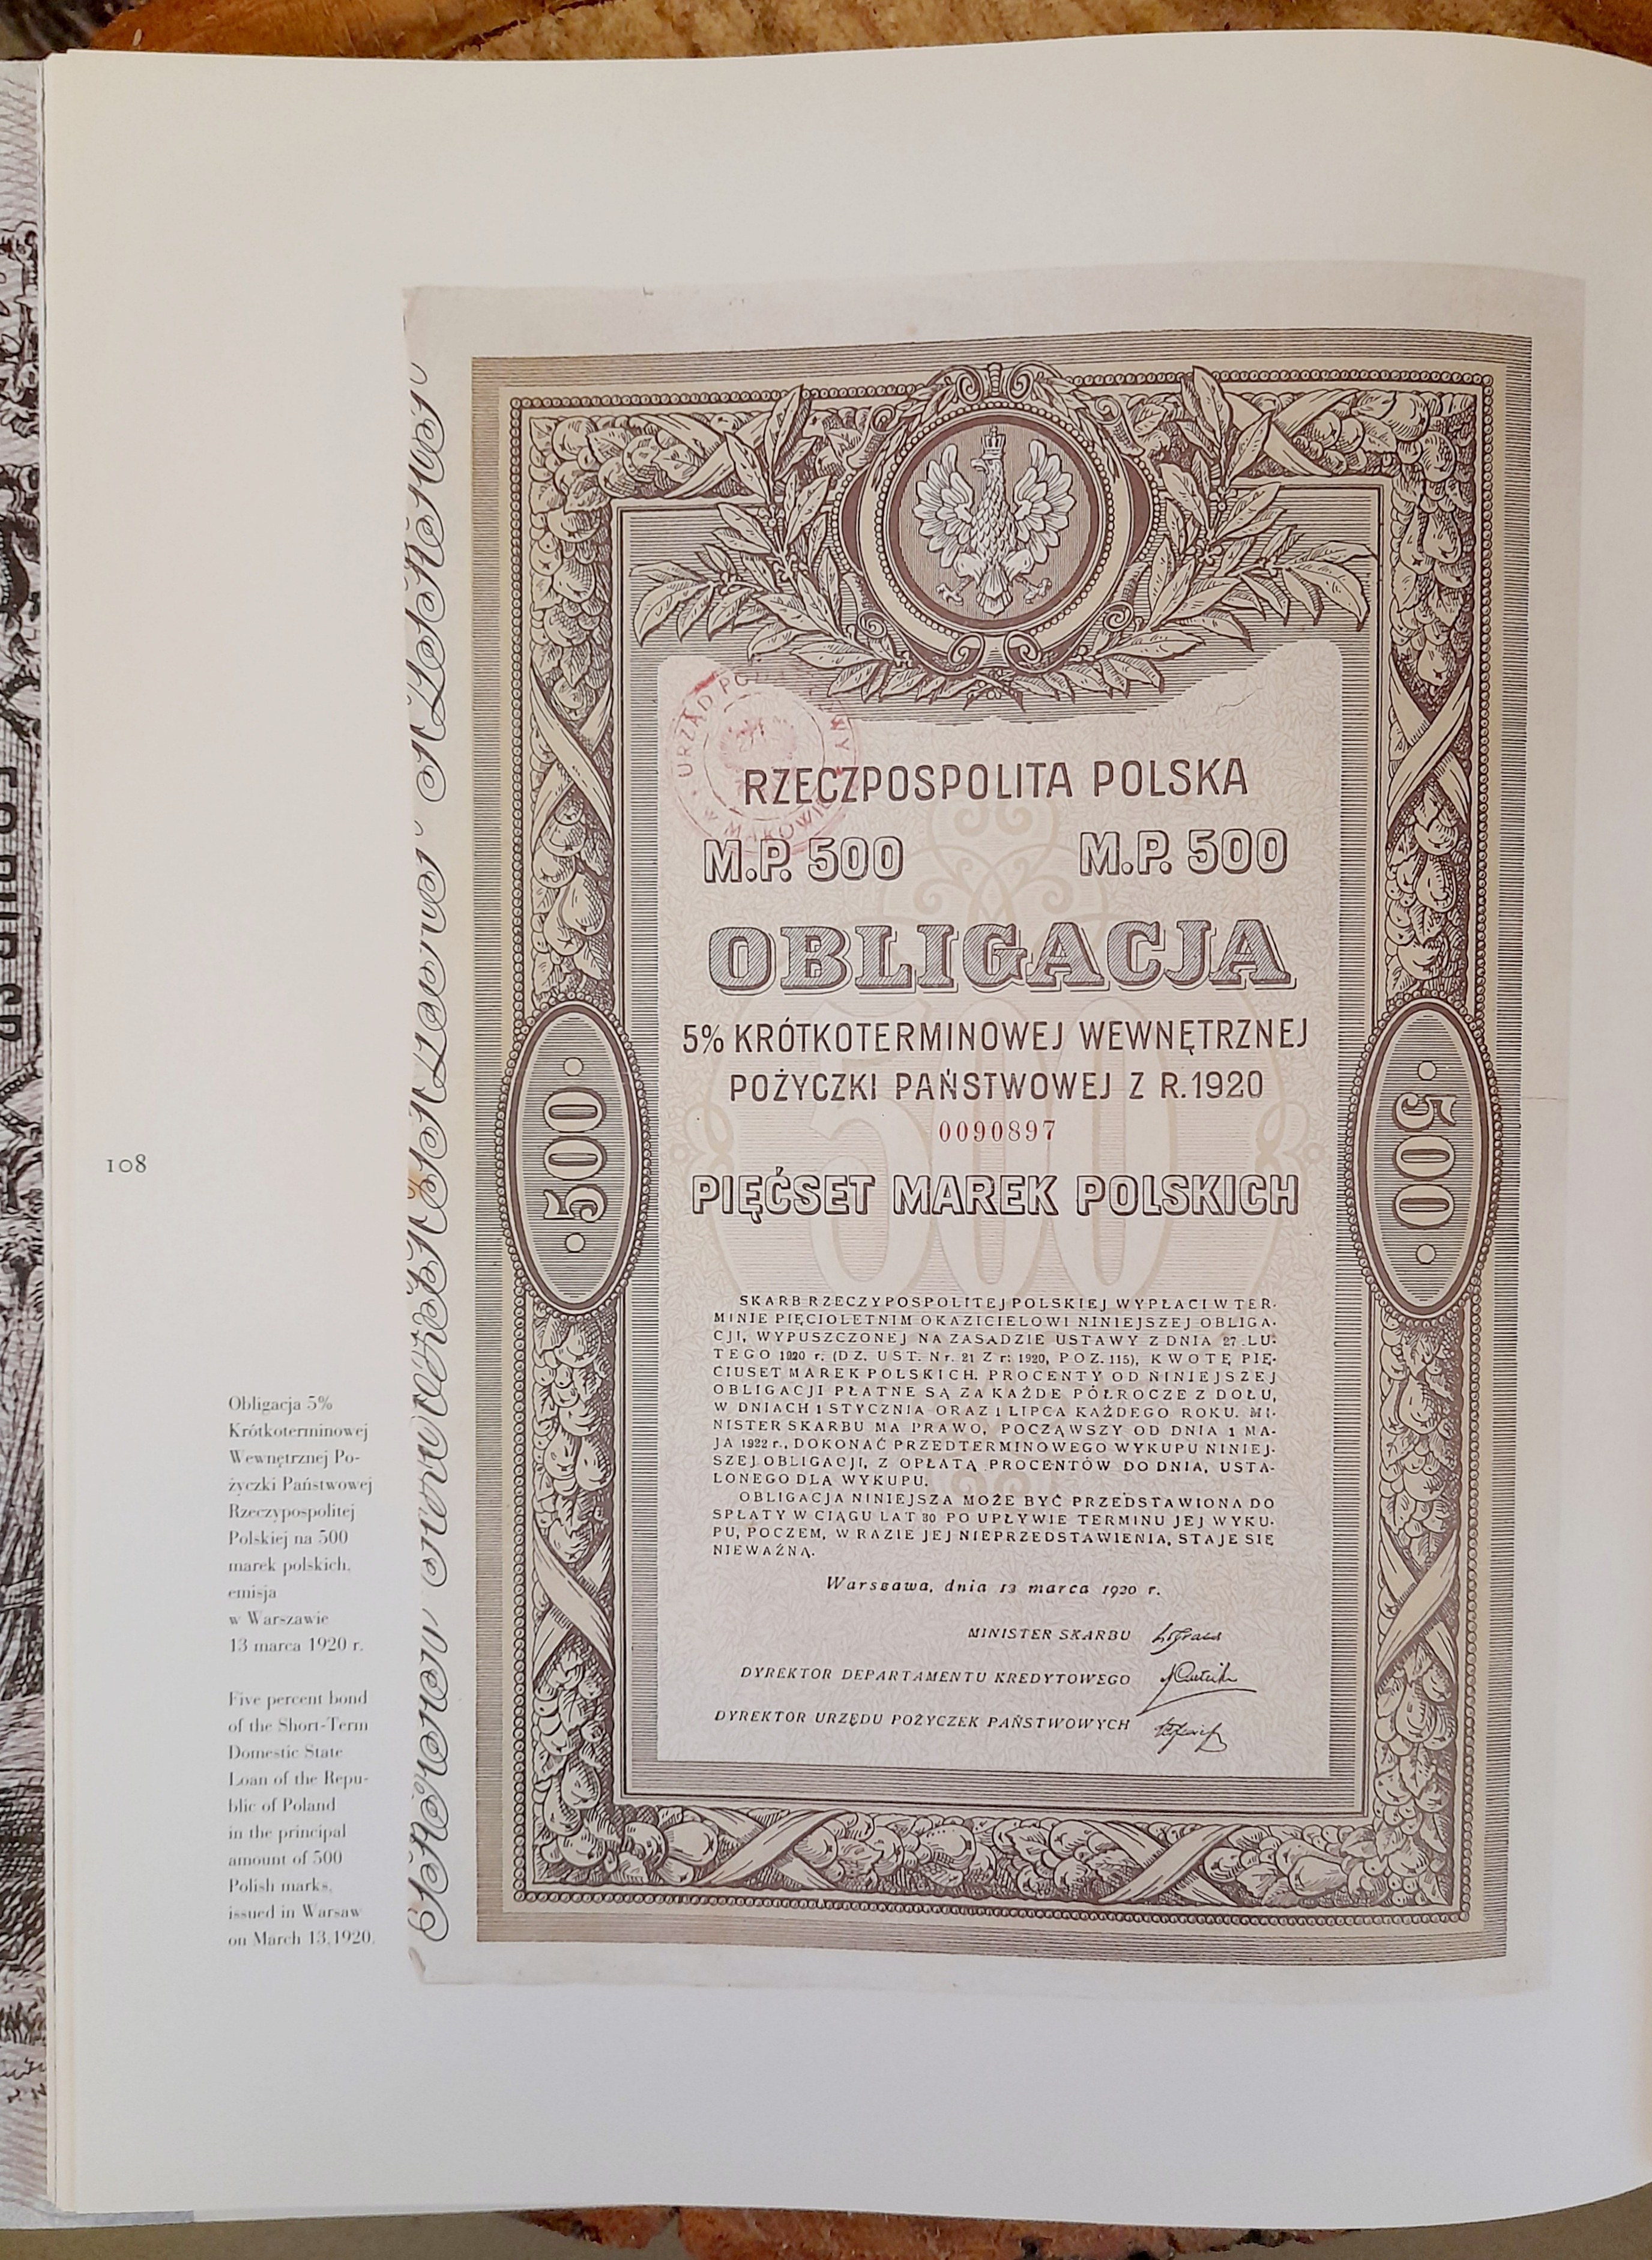 108
Obligacja 5%
Krótkoterminowej
Wewnętrznej Po-
życzki Państwowej
Rzeczypospolitej
Polskiej na 500
marek polskich,
emisja
w Warszawie
13 marca 1920 r.
Five percent bond
of the Short-Term
Domestic State
Loan of the Repu-
blic of Poland
in the principal
amount of 500
Polish marks,
issued in Warsaw
on March 13,1920.
URZĄD
RZECZPOSPOLITA POLSKA
M.P. 500 M.P. 500
OBLIGACJA
5% KRÓTKOTERMINOWEJ WEWNĘTRZNEJ
POŻYCZKI PAŃSTWOWEJ Z R.1920
0090897
PIĘĆSET MAREK POLSKICH
·500·
·500·
500
SKARB RZECZYPOSPOLITEJ POLSKIEJ WYPŁACI W TER-
MINIE PIĘCIOLETNIM OKAZICIELOWI NINIEJSZEJ OBLIGA-
CJI, WYPUSZCZONEJ NA ZASADZIE USTAWY Z DNIA 27 LU-
TEGO 1920 r. (DZ. UST. Nr. 21 Z r. 1920, POZ. 115), KWOTĘ PIĘ-
CIUSET MAREK POLSKICH. PROCENTY OD NINIEJSZEJ
OBLIGACJI PŁATNE SĄ ZA KAŻDE PÓŁROCZE Z DOŁU,
W DNIACH 1 STYCZNIA ORAZ 1 LIPCA KAŻDEGO ROKU. MI-
NISTER SKARBU MA PRAWO, POCZĄWSZY OD DNIA 1 MA-
JA 1922 r., DOKONAĆ PRZEDTERMINOWEGO WYKUPU NINIEJ-
SZEJ OBLIGACJI, Z OPŁATĄ PROCENTÓW DO DNIA, USTA-
LONEGO DLA WYKUPU.
OBLIGACJA NINIEJSZA MOŻE BYĆ PRZEDSTAWIONA DO
SPŁATY W CIĄGU LAT 30 PO UPŁYWIE TERMINU JEJ WYKU-
PU, POCZEM, W RAZIE JEJ NIEPRZEDSTAWIENIA, STAJE SIĘ
NIEWAŻNĄ.
Warszawa, dnia 13 marca 1920 r.
MINISTER SKARBU
DYREKTOR DEPARTAMENTU KREDYTOWEGO
DYREKTOR URZĘDU POŻYCZEK PAŃSTWOWYCH